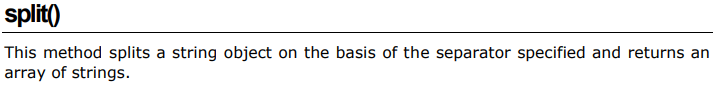 split()
This method splits a string object on the basis of the separator specified and returns an
array of strings.